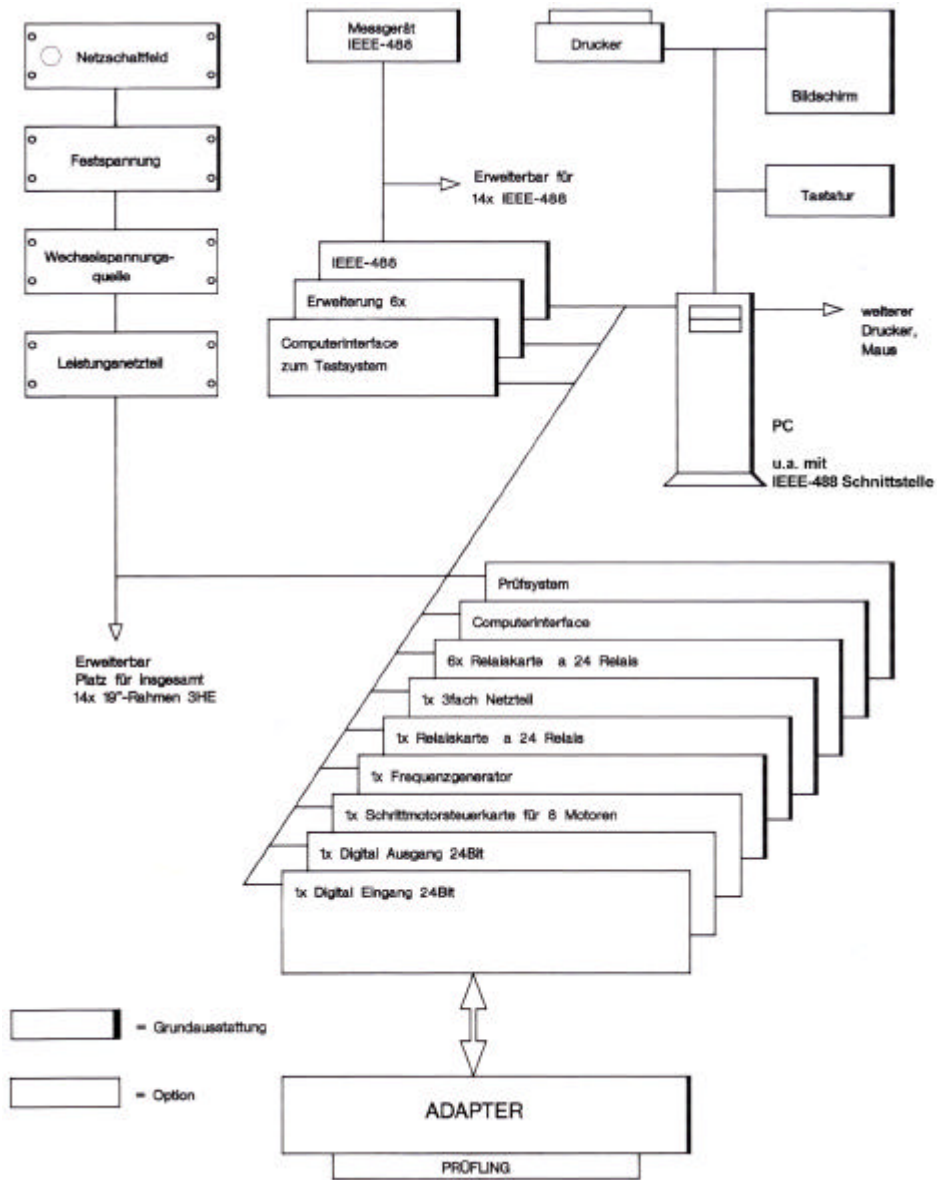 Netzschaltfeld
Festspannung
Wechselspannungs-
quelle
Leistungsnetzteil
Erweiterbar
Platz für insgesamt
14x 19"-Rahmen 3HE
Messgerät
IEEE-488
Erweiterbar für
14x IEEE-488
IEEE-488
Erweiterung 6x
Computerinterface
zum Testsystem
Drucker
Bildschirm
Tastatur
weiterer
Drucker,
Maus
PC
u.a. mit
IEEE-488 Schnittstelle
Prüfsystem
Computerinterface
6x Relaiskarte a 24 Relais
1x 3fach Netzteil
1x Relaiskarte a 24 Relais
1x Frequenzgenerator
1x Schrittmotorsteuerkarte für 8 Motoren
1x Digital Ausgang 24Bit
1x Digital Eingang 24Bit
= Grundausstattung
= Option
ADAPTER
PRÜFLING